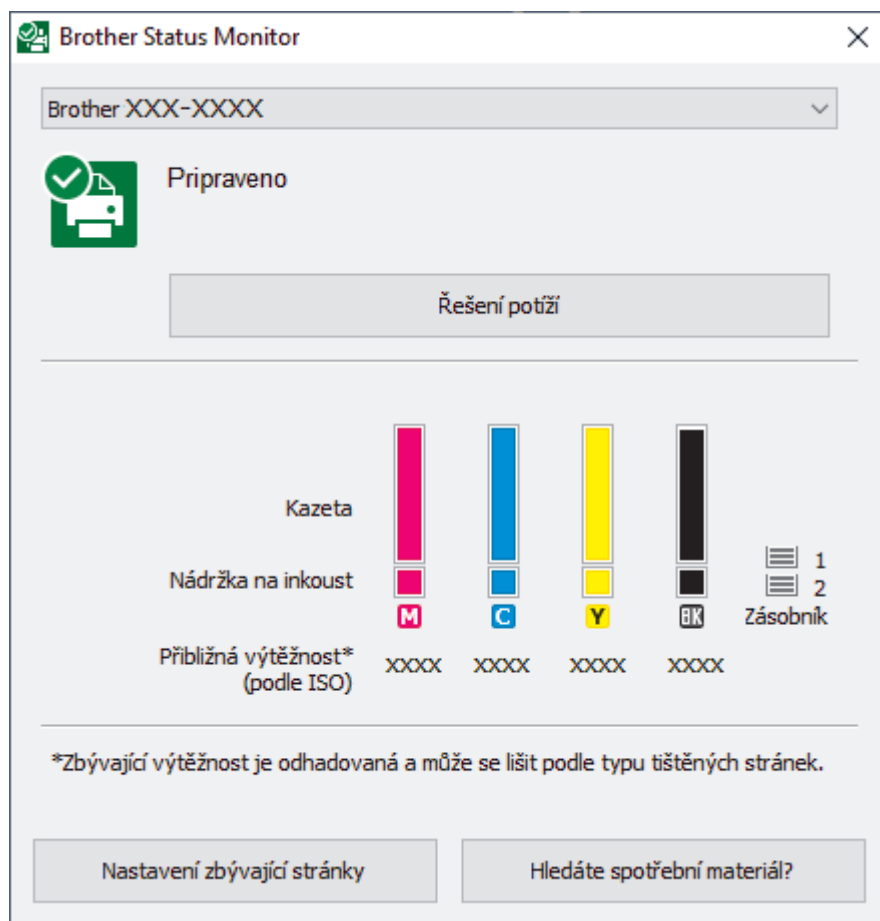 Brother Status Monitor
Brother XXX-XXXX
Pripraveno
Řešení potíží
Kazeta
Nádržka na inkoust
1
2
M C Y BK Zásobník
Přibližná výtěžnost*
(podle ISO)
XXXX XXXX XXXX XXXX
*Zbývající výtěžnost je odhadovaná a může se lišit podle typu tištěných stránek.
Nastavení zbývající stránky
Hledáte spotřební materiál?